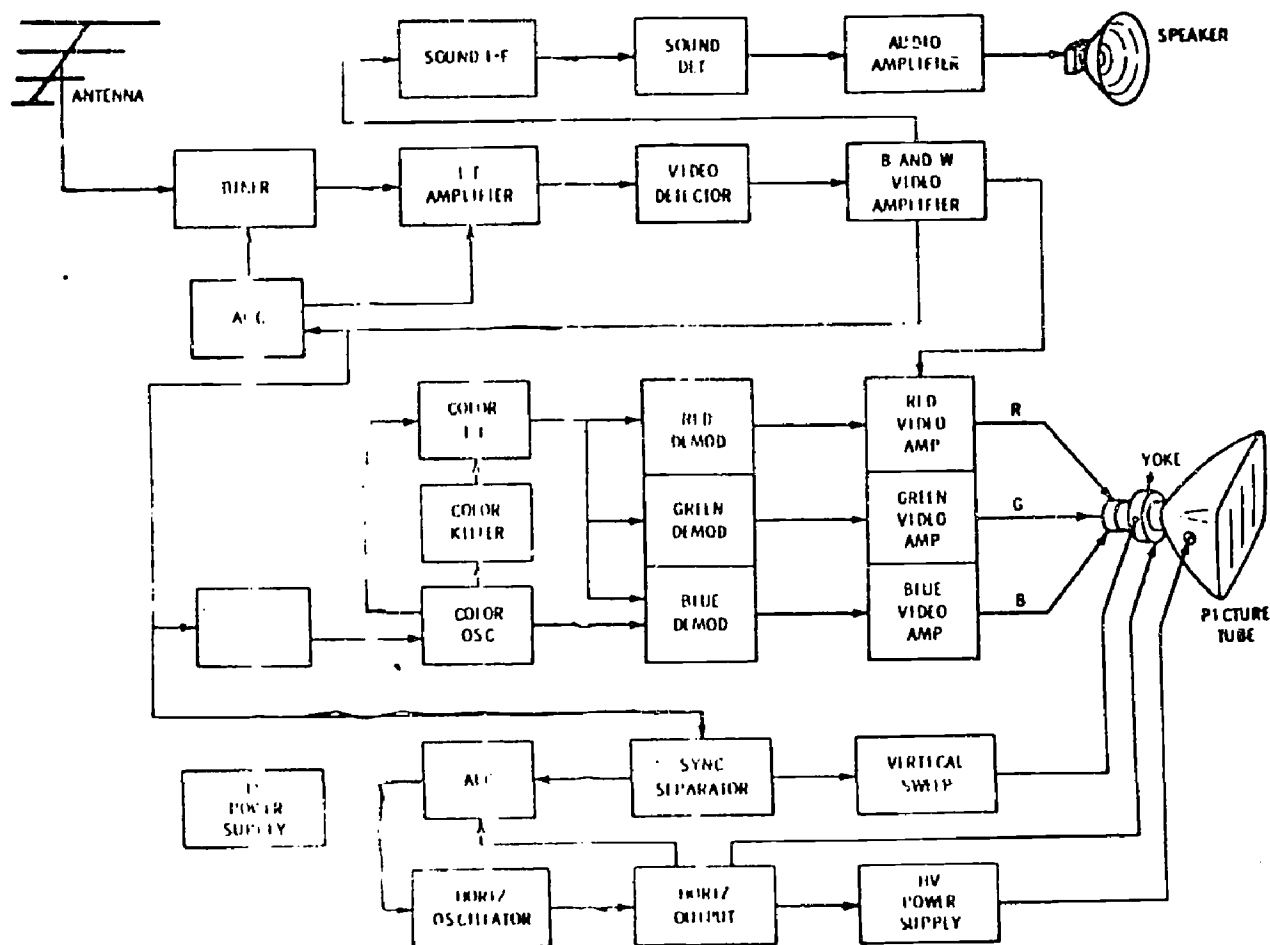 ANTENNA
SOUND I-F
SOUND
DET
AUDIO
AMPLIFIER
SPEAKER
TUNER
AMPLIFIER
VIDEO
DETECTOR
B AND W
VIDEO
AMPLIFIER
COLOR
RED
DEMOD
RED
VIDEO
AMP
R
COLOR
KILLER
GREEN
DEMOD
GREEN
VIDEO
AMP
G
YOKE
COLOR
OSC
BLUE
DEMOD
BLUE
VIDEO
AMP
B
PICTURE
TUBE
SYNC
SEPARATOR
VERTICAL
SWEEP
POWER
SUPPLY
HORIZ
OSCILLATOR
HORIZ
OUTPUT
HV
POWER
SUPPLY